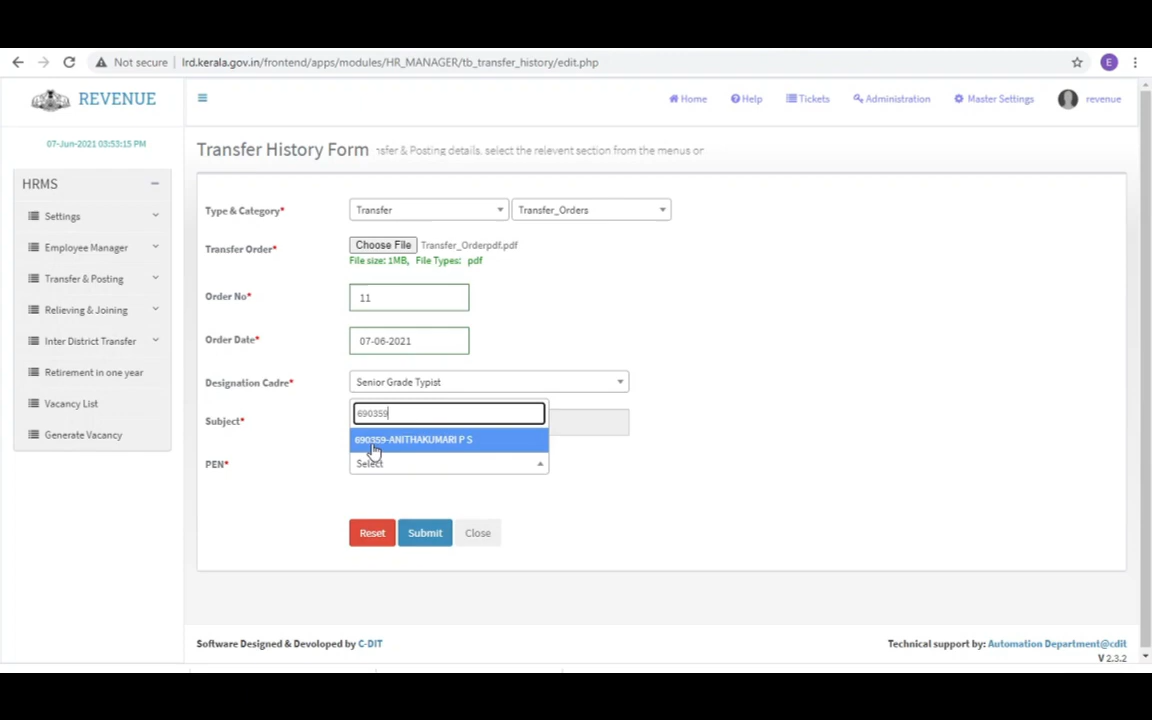 Not secure | lrd.kerala.gov.in/frontend/apps/modules/HR_MANAGER/tb_transfer_history/edit.php
E
REVENUE
Home Help Tickets Administration Master Settings revenue
07-Jun-2021 03:53:15 PM
HRMS
Settings
Employee Manager
Transfer & Posting
Relieving & Joining
Inter District Transfer
Retirement in one year
Vacancy List
Generate Vacancy
Transfer History Form nsfer & Posting details, select the relevent section from the menus or
Type & Category* Transfer Transfer_Orders
Transfer Order* Choose File Transfer_Orderpdf.pdf
File size: 1MB, File Types: pdf
Order No* 11
Order Date* 07-06-2021
Designation Cadre* Senior Grade Typist
690359
Subject*
690359-ANITHAKUMARI P S
PEN* Select
Reset Submit Close
Software Designed & Devoloped by C-DIT
Technical support by: Automation Department@cdit
V 2.3.2